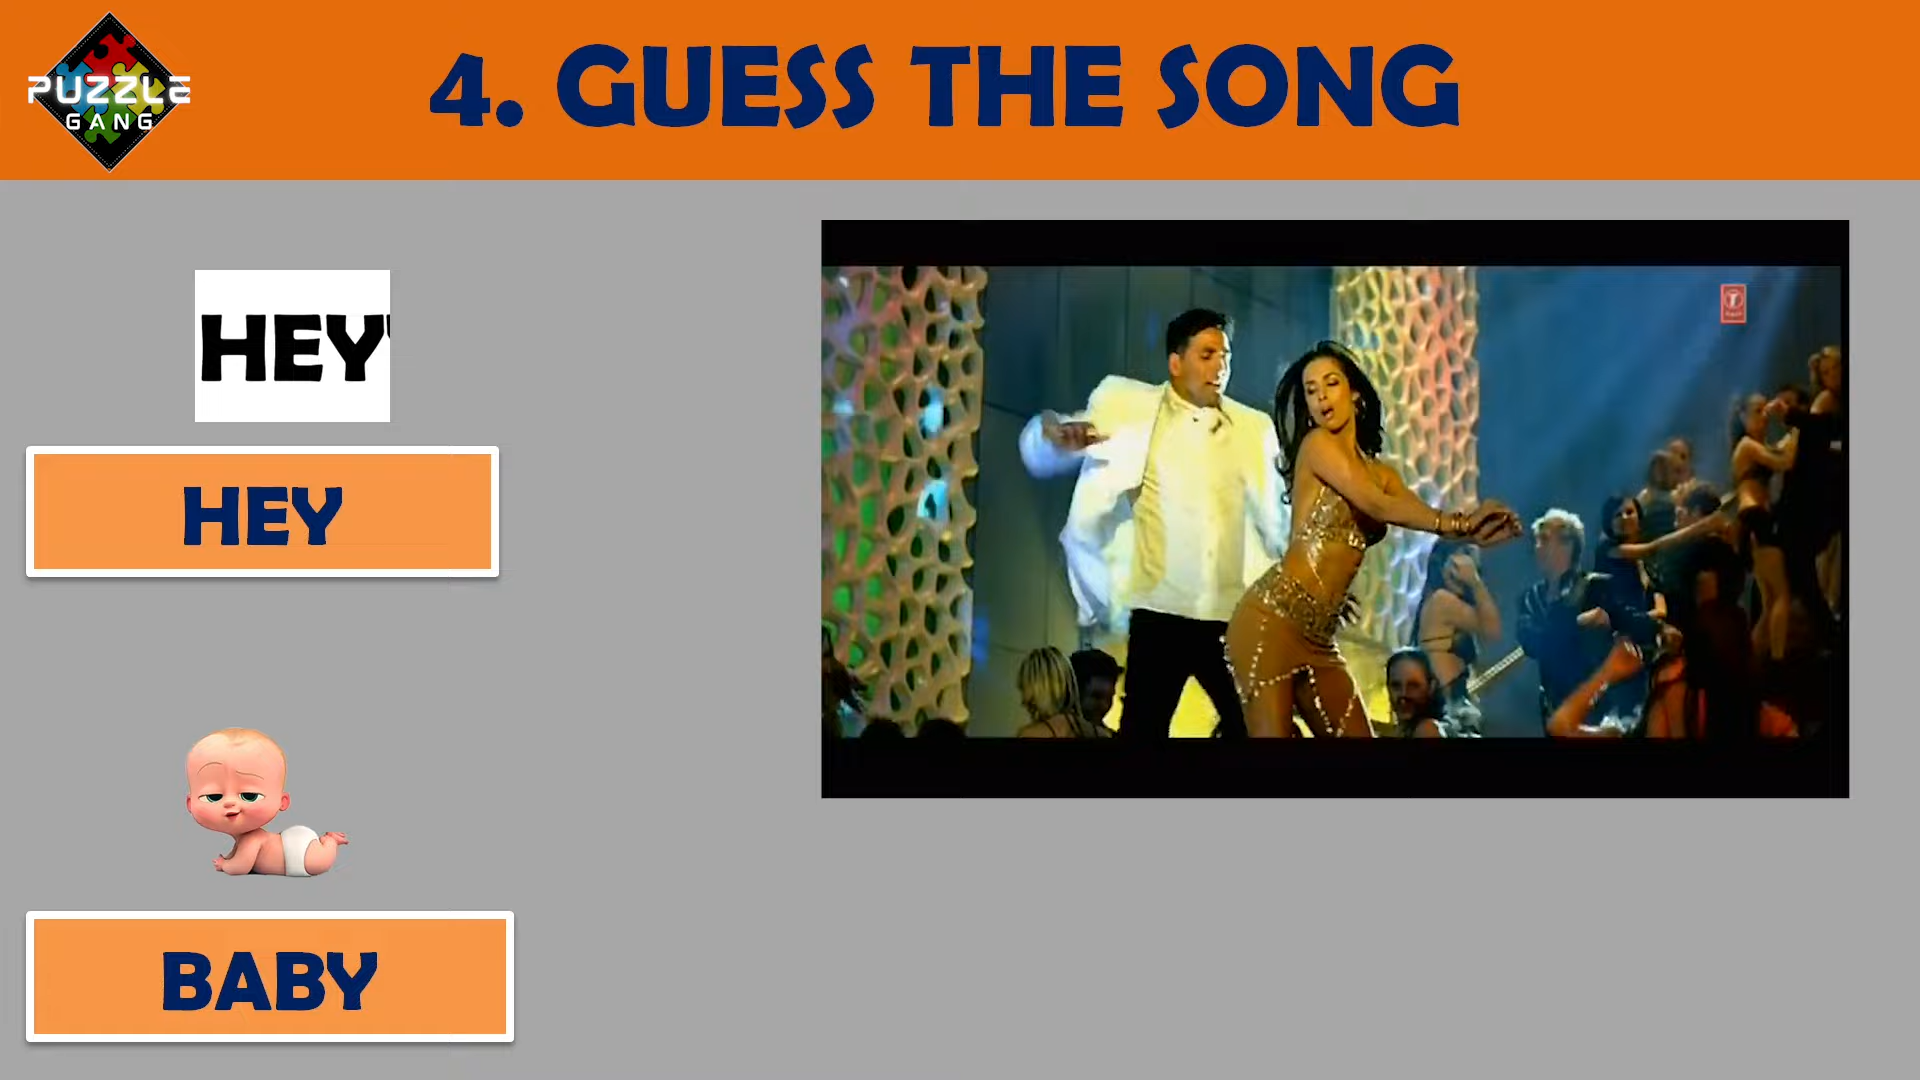 PUZZLE
GANG
4. GUESS THE SONG
HEY
HEY
BABY